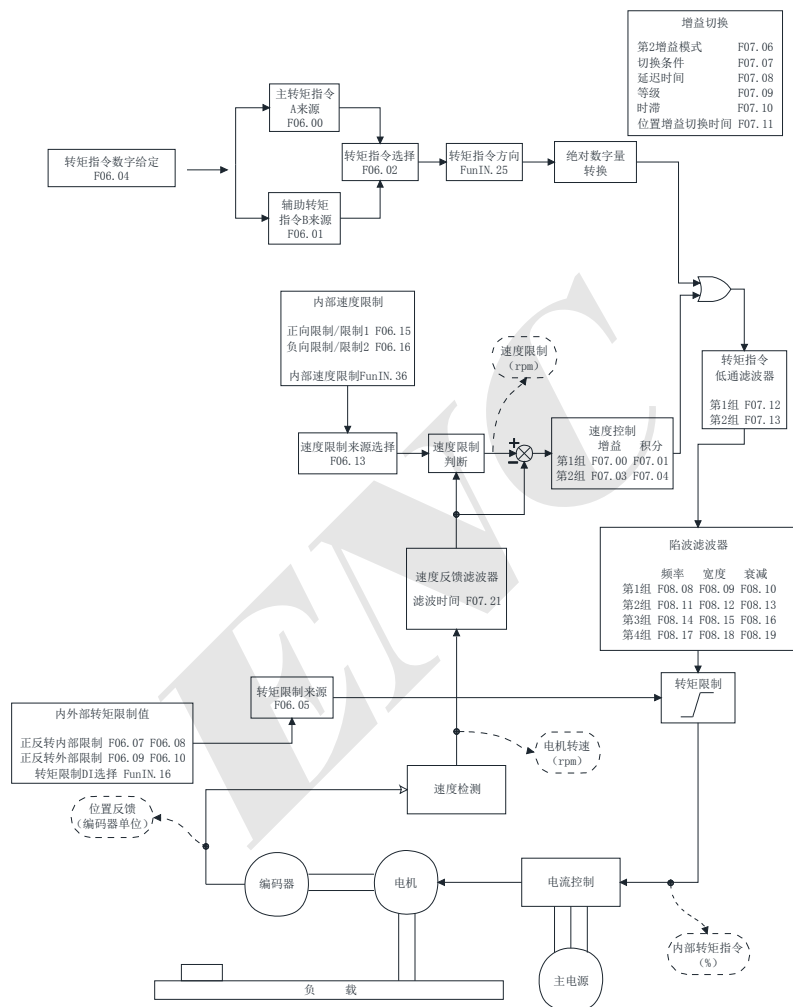 增益切换
第2增益模式 F07.06
切换条件 F07.07
延迟时间 F07.08
等级 F07.09
时滞 F07.10
位置增益切换时间 F07.11
主转矩指令
A来源
F06.00
转矩指令数字给定
F06.04
转矩指令选择
F06.02
转矩指令方向
FunIN.25
绝对数字量
转换
辅助转矩
指令B来源
F06.01
内部速度限制
正向限制/限制1 F06.15
负向限制/限制2 F06.16
内部速度限制FunIN.36
速度限制
(rpm)
转矩指令
低通滤波器
第1组 F07.12
第2组 F07.13
速度限制来源选择
F06.13
速度限制
判断
+
−
速度控制
增益 积分
第1组 F07.00 F07.01
第2组 F07.03 F07.04
速度反馈滤波器
滤波时间 F07.21
陷波滤波器
频率 宽度 衰减
第1组 F08.08 F08.09 F08.10
第2组 F08.11 F08.12 F08.13
第3组 F08.14 F08.15 F08.16
第4组 F08.17 F08.18 F08.19
转矩限制来源
F06.05
转矩限制
内外部转矩限制值
正反转内部限制 F06.07 F06.08
正反转外部限制 F06.09 F06.10
转矩限制DI选择 FunIN.16
电机转速
(rpm)
速度检测
位置反馈
(编码器单位)
编码器
电机
电流控制
内部转矩指令
(%)
主电源
负 载
ENC